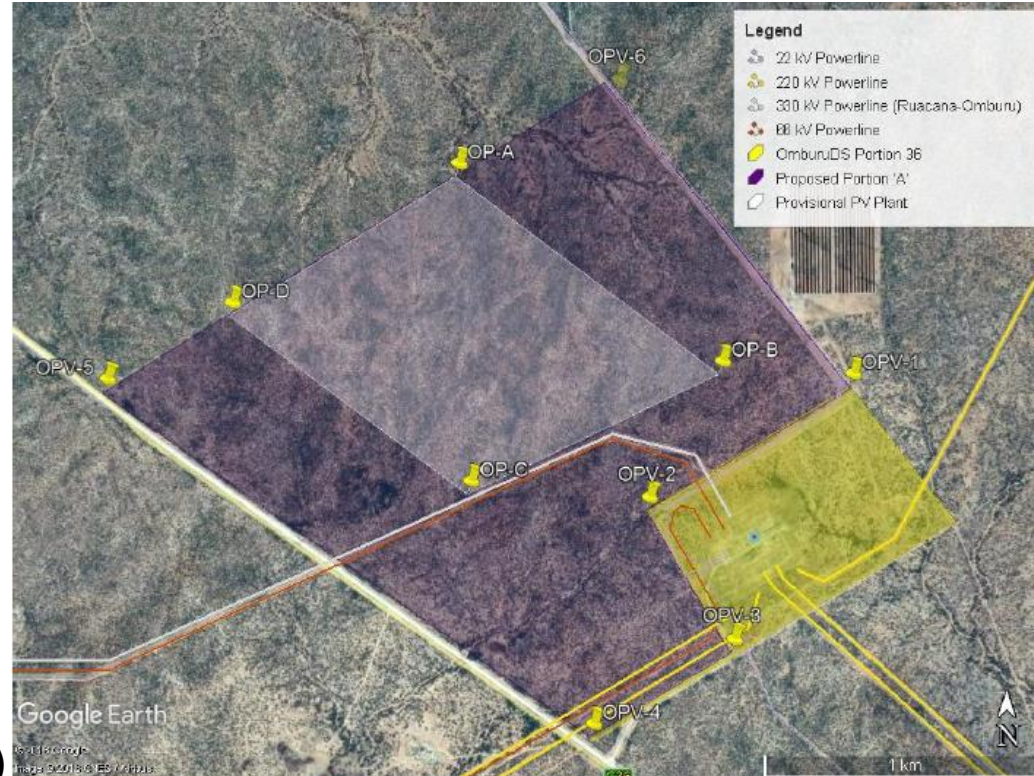 Legend
22 kV Powerline
220 kV Powerline
330 kV Powerline (Ruacana-Omburu)
66 kV Powerline
OmburuDS Portion 36
Proposed Portion 'A'
Provisional PV Plant
OPV-6
OP-A
OP-D
OP-B
OPV-5
OPV-1
OP-C
OPV-2
OPV-3
OPV-4
Google Earth
N
1 km